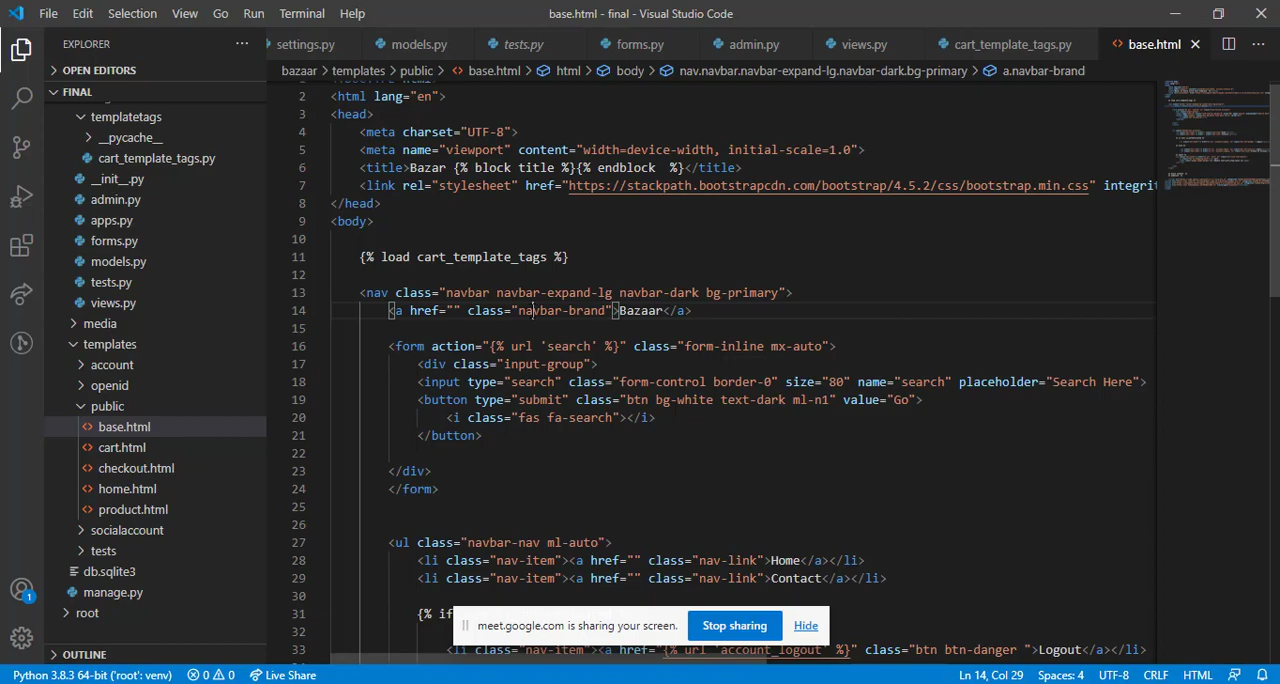 File Edit Selection View Go Run Terminal Help
base.html - final - Visual Studio Code
EXPLORER
settings.py models.py tests.py forms.py admin.py views.py cart_template_tags.py base.html
OPEN EDITORS
bazaar > templates > public > base.html > html > body > nav.navbar.navbar-expand-lg.navbar-dark.bg-primary > a.navbar-brand
FINAL
templatetags
__pycache__
cart_template_tags.py
__init__.py
admin.py
apps.py
forms.py
models.py
tests.py
views.py
media
templates
account
openid
public
base.html
cart.html
checkout.html
home.html
product.html
socialaccount
tests
db.sqlite3
manage.py
root
OUTLINE
2 <html lang="en">
3 <head>
4 <meta charset="UTF-8">
5 <meta name="viewport" content="width=device-width, initial-scale=1.0">
6 <title>Bazar {% block title %}{% endblock  %}</title>
7 <link rel="stylesheet" href="https://stackpath.bootstrapcdn.com/bootstrap/4.5.2/css/bootstrap.min.css" integrit
8 </head>
9 <body>
10
11 {% load cart_template_tags %}
12
13 <nav class="navbar navbar-expand-lg navbar-dark bg-primary">
14 <a href="" class="navbar-brand">Bazaar</a>
15
16 <form action="{% url 'search' %}" class="form-inline mx-auto">
17 <div class="input-group">
18 <input type="search" class="form-control border-0" size="80" name="search" placeholder="Search Here">
19 <button type="submit" class="btn bg-white text-dark ml-n1" value="Go">
20 <i class="fas fa-search"></i>
21 </button>
22
23 </div>
24 </form>
25
26
27 <ul class="navbar-nav ml-auto">
28 <li class="nav-item"><a href="" class="nav-link">Home</a></li>
29 <li class="nav-item"><a href="" class="nav-link">Contact</a></li>
30
31 {% if
32
33 <li class="nav-item"><a href="{% url 'account_logout' %}" class="btn btn-danger ">Logout</a></li>
meet.google.com is sharing your screen. Stop sharing Hide
1
Python 3.8.3 64-bit ('root': venv) 0 0 Live Share Ln 14, Col 29 Spaces: 4 UTF-8 CRLF HTML